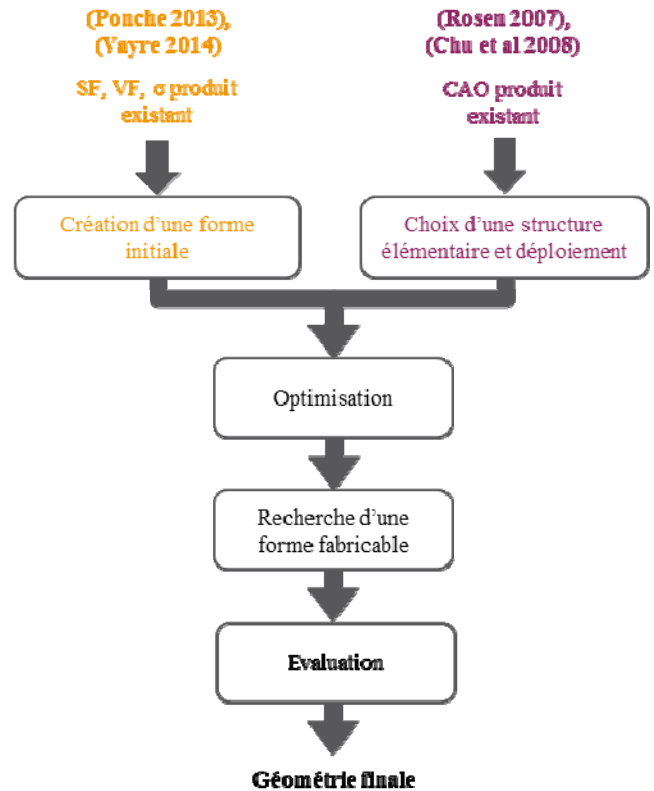 (Ponche 2013),
(Vayre 2014)
SF, VF, σ produit
existant
Création d'une forme
initiale
(Rosen 2007),
(Chu et al 2008)
CAO produit
existant
Choix d'une structure
élémentaire et déploiement
Optimisation
Recherche d'une
forme fabricable
Evaluation
Géométrie finale